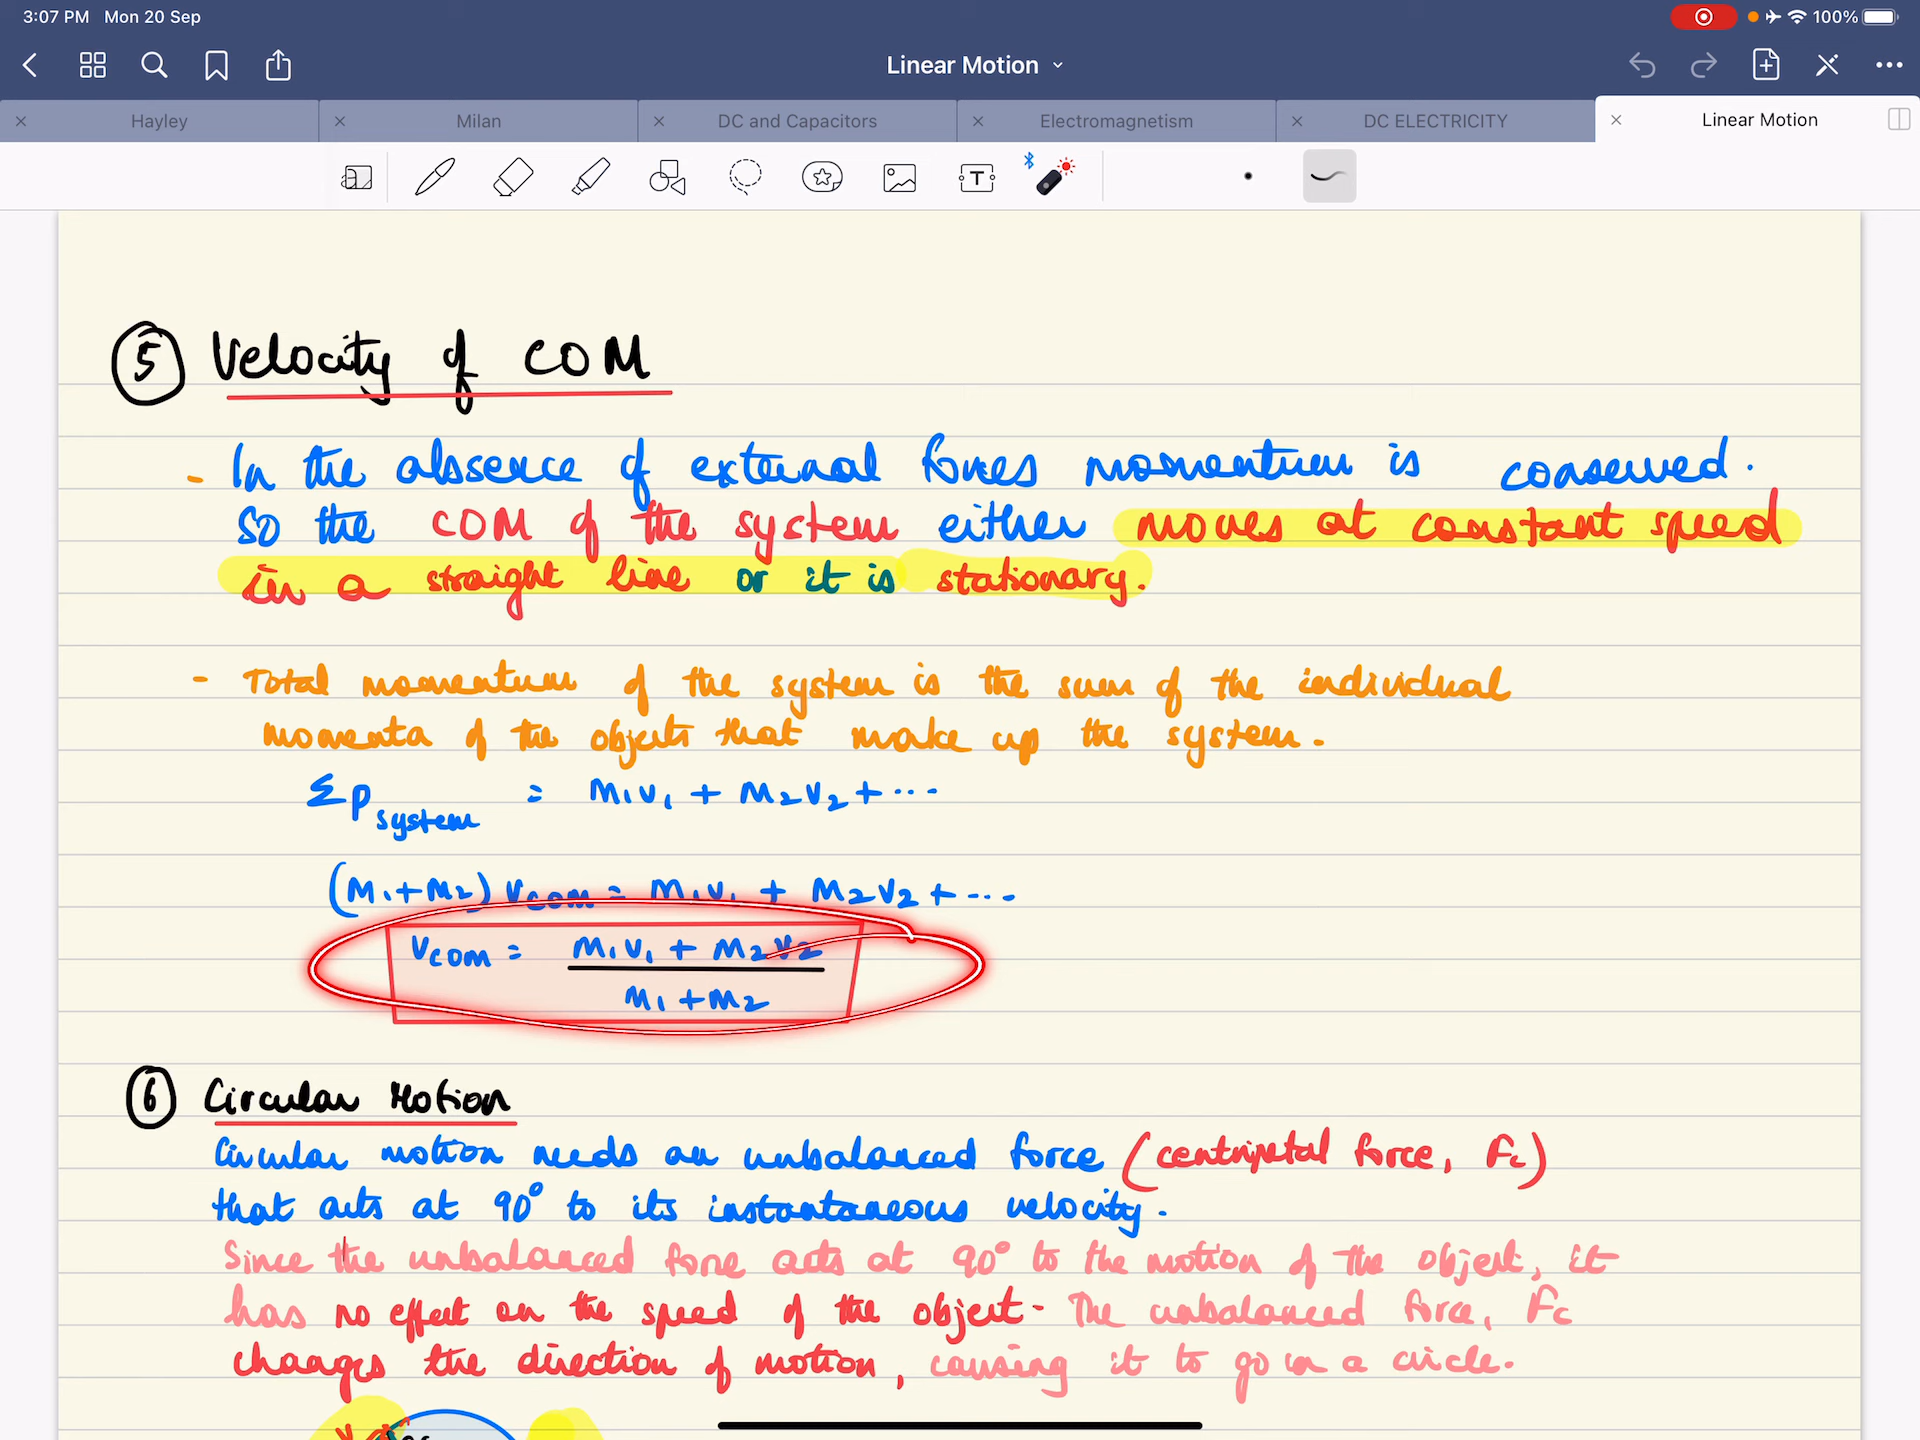 3:07 PM Mon 20 Sep
100%
Linear Motion
Hayley
Milan
DC and Capacitors
Electromagnetism
DC ELECTRICITY
Linear Motion
⑤ Velocity of COM
- In the absence of external forces momentum is conserved.
So the COM of the system either moves at constant speed
in a straight line or it is stationary.
- Total momentum of the system is the sum of the individual
momenta of the objects that make up the system.
Σp system = m₁v₁ + m₂v₂ + ...
(m₁+m₂) vCOM = m₁v₁ + m₂v₂ + ...
vCOM = m₁v₁ + m₂v₂
m₁ + m₂
⑥ Circular Motion
Circular motion needs an unbalanced force (centripetal force, Fc)
that acts at 90° to its instantaneous velocity.
Since the unbalanced force acts at 90° to the motion of the object, it
has no effect on the speed of the object. The unbalanced force, Fc
changes the direction of motion, causing it to go in a circle.